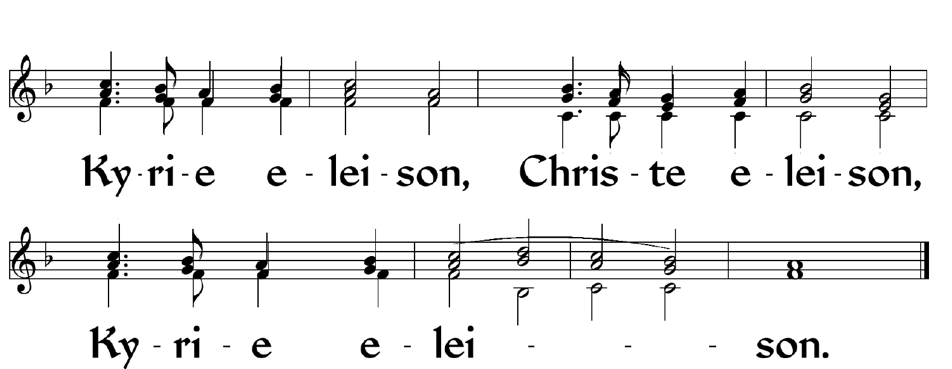 Ky-ri-e e-lei-son, Chris-te e-lei-son,
Ky-ri-e e-lei- - - son.